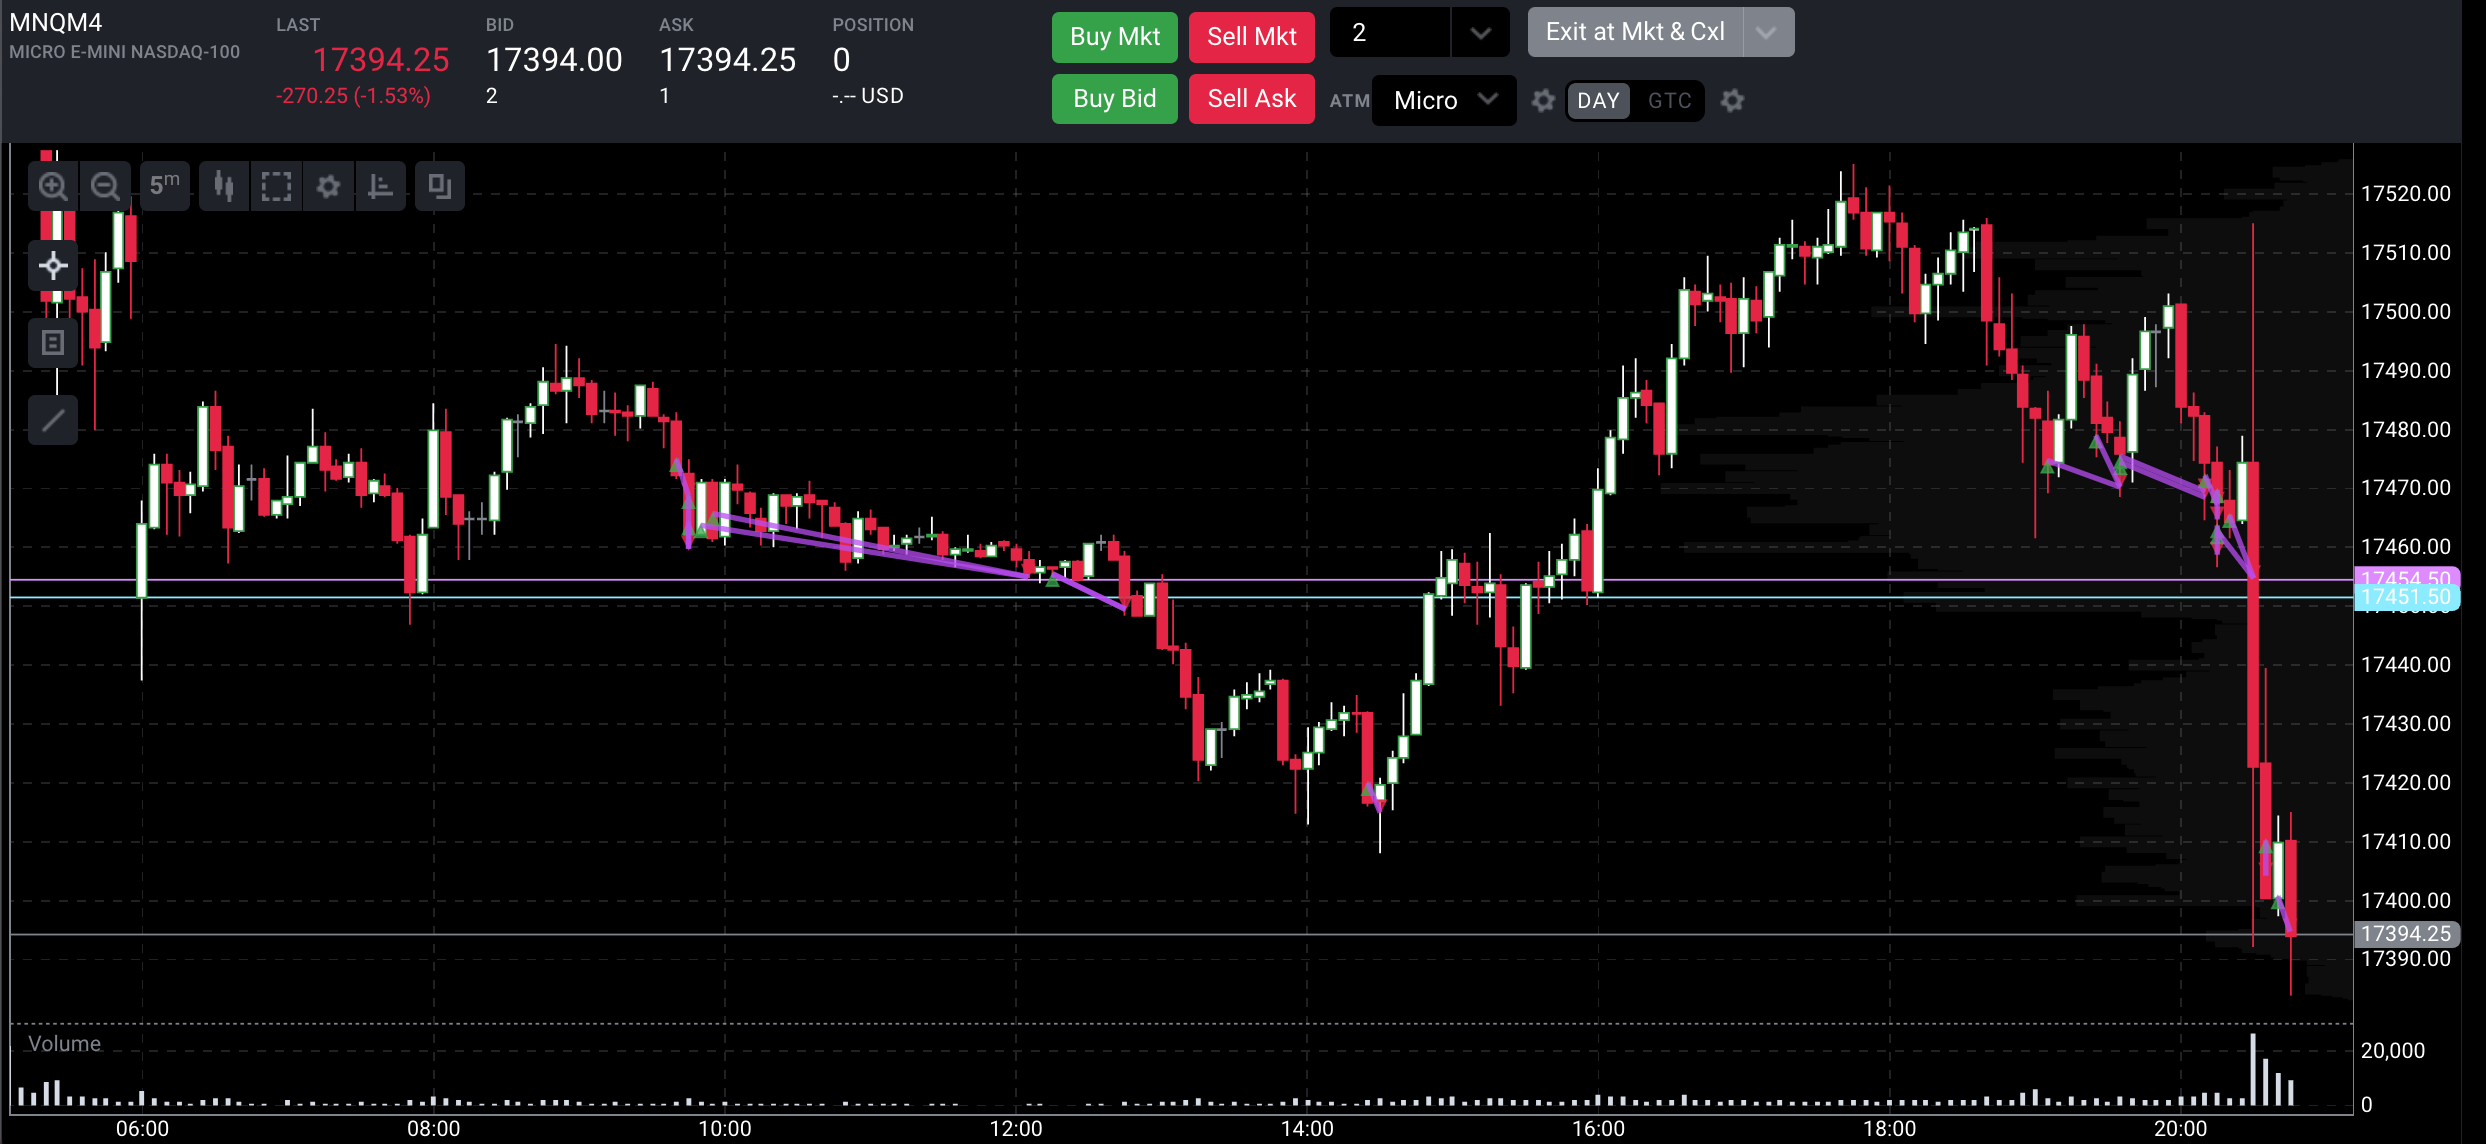 MNQM4
MICRO E-MINI NASDAQ-100
LAST
17394.25
-270.25 (-1.53%)
BID
17394.00
2
ASK
17394.25
1
POSITION
0
-.-- USD
Buy Mkt
Sell Mkt
2
Exit at Mkt & Cxl
Buy Bid
Sell Ask
ATM
Micro
DAY
GTC
5m
17520.00
17510.00
17500.00
17490.00
17480.00
17470.00
17460.00
17454.50
17451.50
17440.00
17430.00
17420.00
17410.00
17400.00
17394.25
17390.00
Volume
20,000
0
06:00
08:00
10:00
12:00
14:00
16:00
18:00
20:00